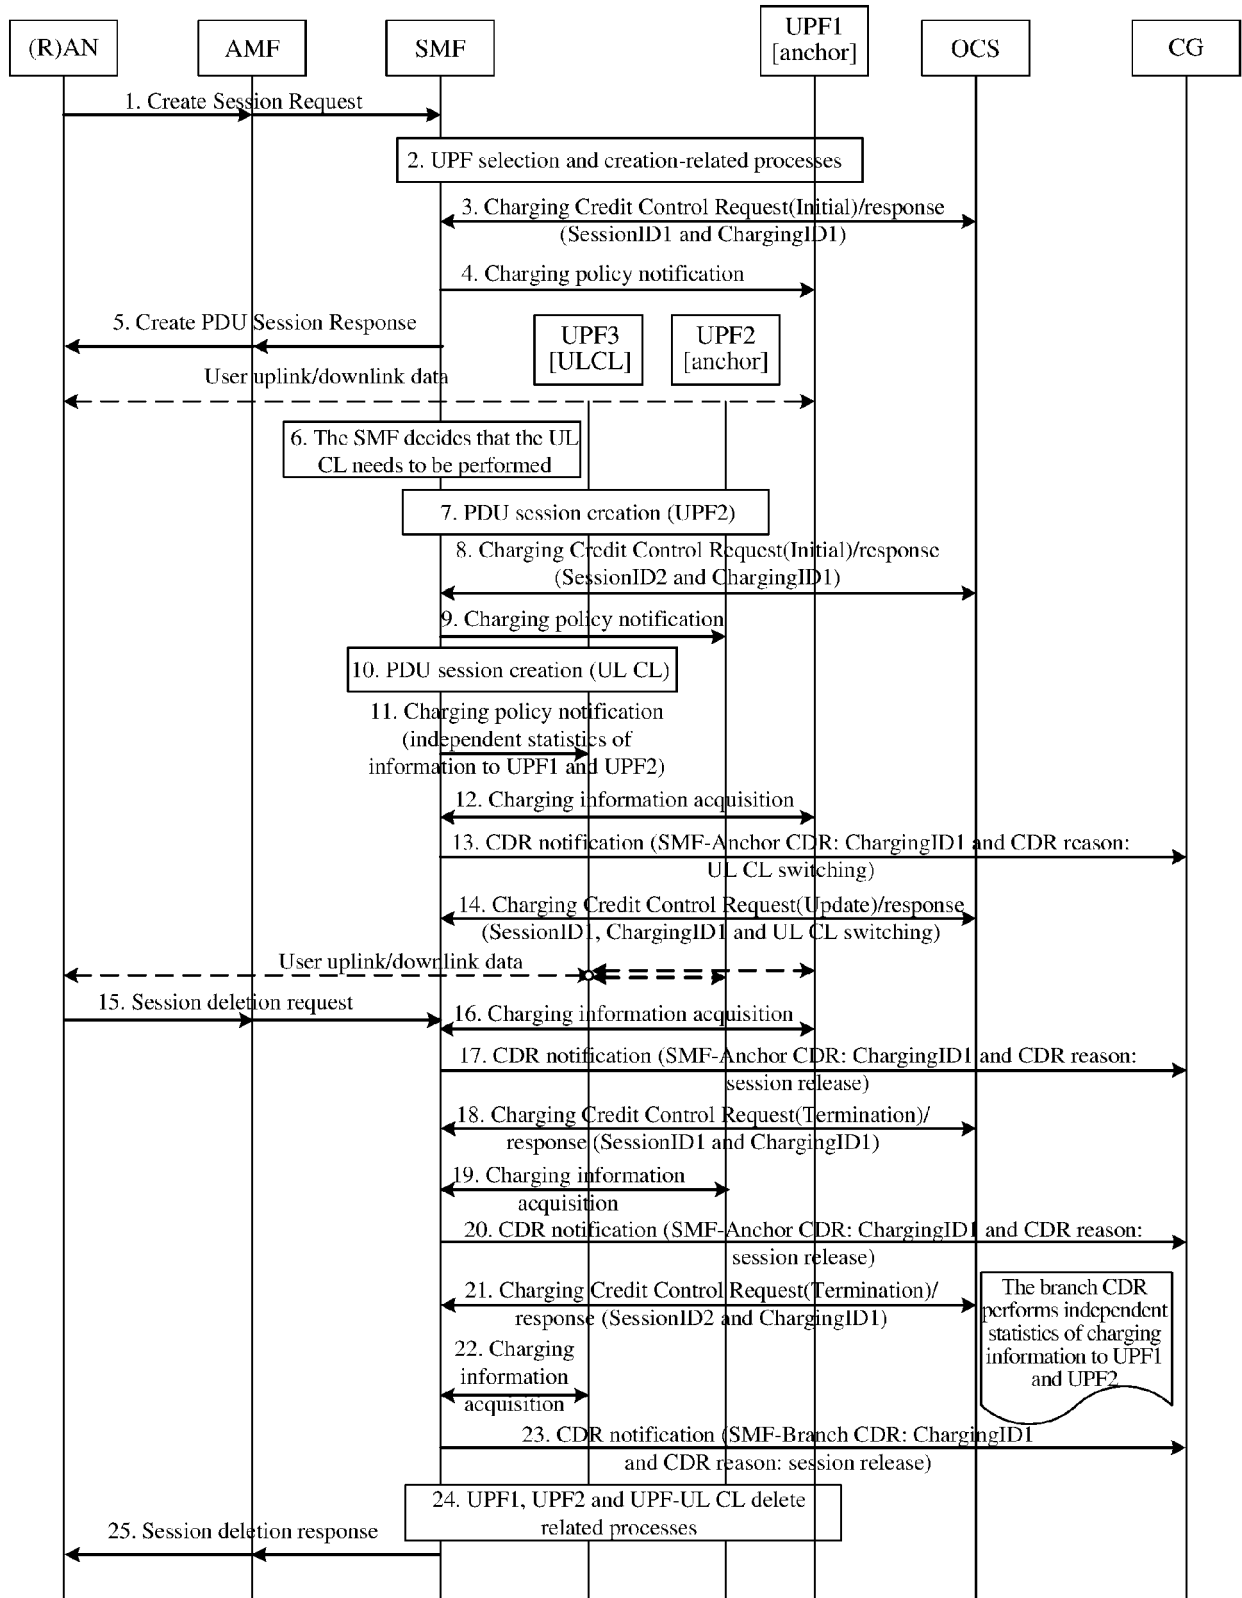 (R)AN
AMF
SMF
UPF1
[anchor]
OCS
CG
1. Create Session Request
2. UPF selection and creation-related processes
3. Charging Credit Control Request(Initial)/response
(SessionID1 and ChargingID1)
4. Charging policy notification
5. Create PDU Session Response
UPF3
[ULCL]
UPF2
[anchor]
User uplink/downlink data
6. The SMF decides that the UL
CL needs to be performed
7. PDU session creation (UPF2)
8. Charging Credit Control Request(Initial)/response
(SessionID2 and ChargingID1)
9. Charging policy notification
10. PDU session creation (UL CL)
11. Charging policy notification
(independent statistics of
information to UPF1 and UPF2)
12. Charging information acquisition
13. CDR notification (SMF-Anchor CDR: ChargingID1 and CDR reason:
UL CL switching)
14. Charging Credit Control Request(Update)/response
(SessionID1, ChargingID1 and UL CL switching)
User uplink/downlink data
15. Session deletion request
16. Charging information acquisition
17. CDR notification (SMF-Anchor CDR: ChargingID1 and CDR reason:
session release)
18. Charging Credit Control Request(Termination)/
response (SessionID1 and ChargingID1)
19. Charging information
acquisition
20. CDR notification (SMF-Anchor CDR: ChargingID1 and CDR reason:
session release)
21. Charging Credit Control Request(Termination)/
response (SessionID2 and ChargingID1)
The branch CDR
performs independent
statistics of charging
information to UPF1
and UPF2
22. Charging
information
acquisition
23. CDR notification (SMF-Branch CDR: ChargingID1
and CDR reason: session release)
24. UPF1, UPF2 and UPF-UL CL delete
related processes
25. Session deletion response